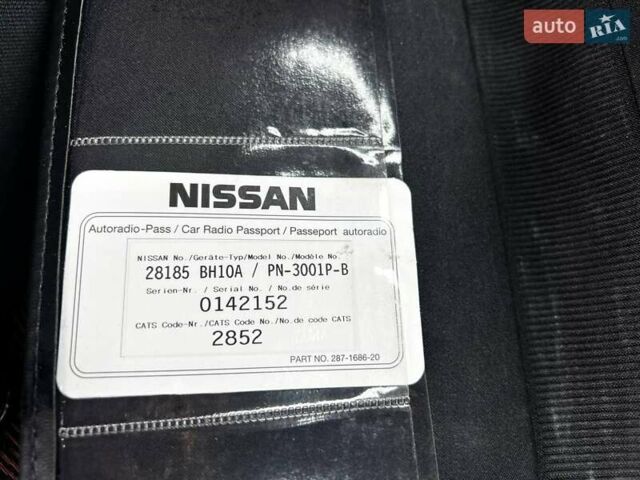 auto RIA
.com
NISSAN
Autoradio-Pass / Car Radio Passport / Passeport autoradio
NISSAN No./Geräte-Typ/Model No./Modèle No.
28185 BH10A / PN-3001P-B
Serien-Nr. / Serial No. / No.de série
0142152
CATS Code-Nr./CATS Code No./No.de code CATS
2852
PART NO. 287-1686-20